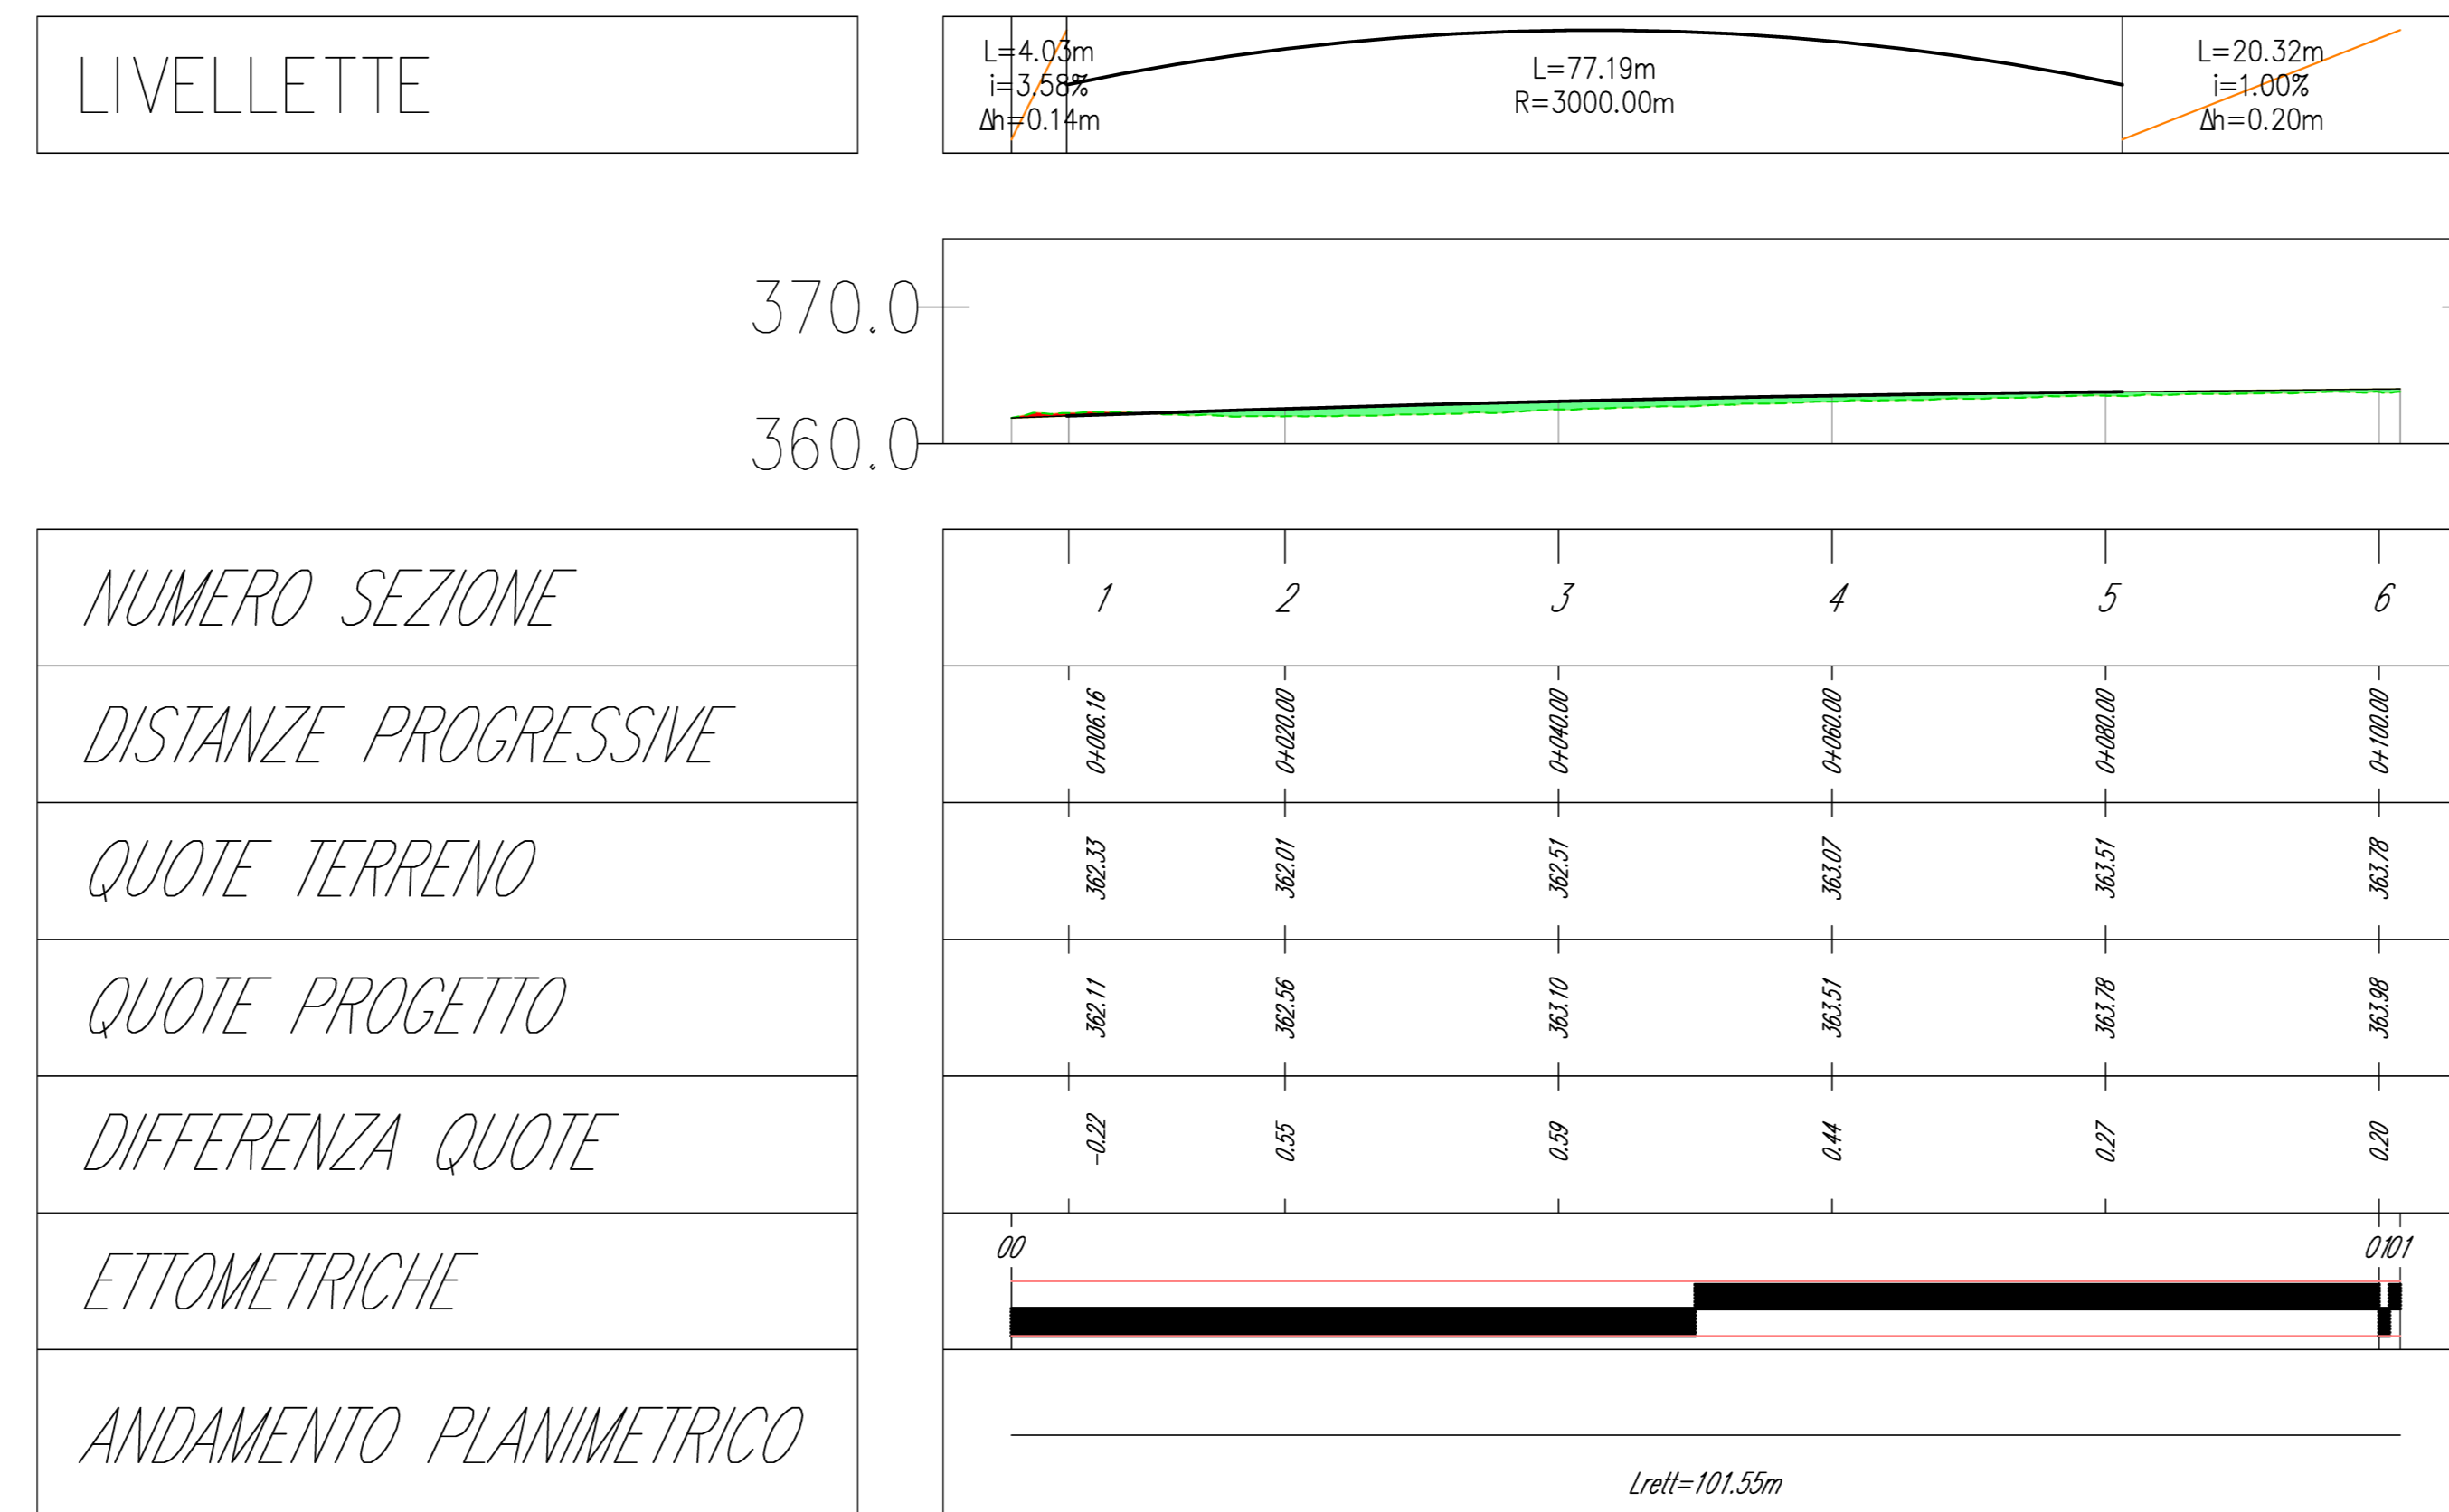 LIVELLETTE
L=4.03m
i=3.58%
Δh=0.14m
L=77.19m
R=3000.00m
L=20.32m
i=1.00%
Δh=0.20m
370.0
360.0
NUMERO SEZIONE
1 2 3 4 5 6
DISTANZE PROGRESSIVE
0+006.16 0+020.00 0+040.00 0+060.00 0+080.00 0+100.00
QUOTE TERRENO
362.33 362.01 362.51 363.07 363.51 363.78
QUOTE PROGETTO
362.11 362.56 363.10 363.51 363.78 363.98
DIFFERENZA QUOTE
-0.22 0.55 0.59 0.44 0.27 0.20
ETTOMETRICHE
00 01 01
ANDAMENTO PLANIMETRICO
Lrett=101.55m